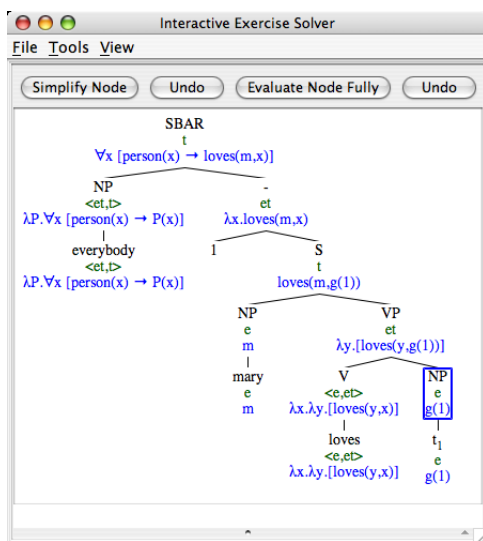 Interactive Exercise Solver
File Tools View
Simplify Node Undo Evaluate Node Fully Undo
SBAR
t
∀x [person(x) → loves(m,x)]
NP -
<et,t> et
λP.∀x [person(x) → P(x)] λx.loves(m,x)
everybody 1 S
<et,t> t
λP.∀x [person(x) → P(x)] loves(m,g(1))
NP VP
e et
m λy.[loves(y,g(1))]
mary V NP
e <e,et> e
m λx.λy.[loves(y,x)] g(1)
loves t₁
<e,et> e
λx.λy.[loves(y,x)] g(1)